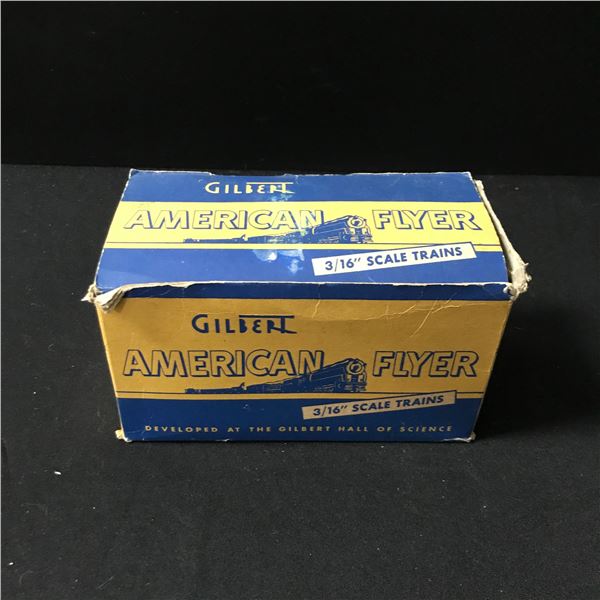 GILBERT
AMERICAN FLYER
3/16" SCALE TRAINS
GILBERT
AMERICAN FLYER
3/16" SCALE TRAINS
DEVELOPED AT THE GILBERT HALL OF SCIENCE